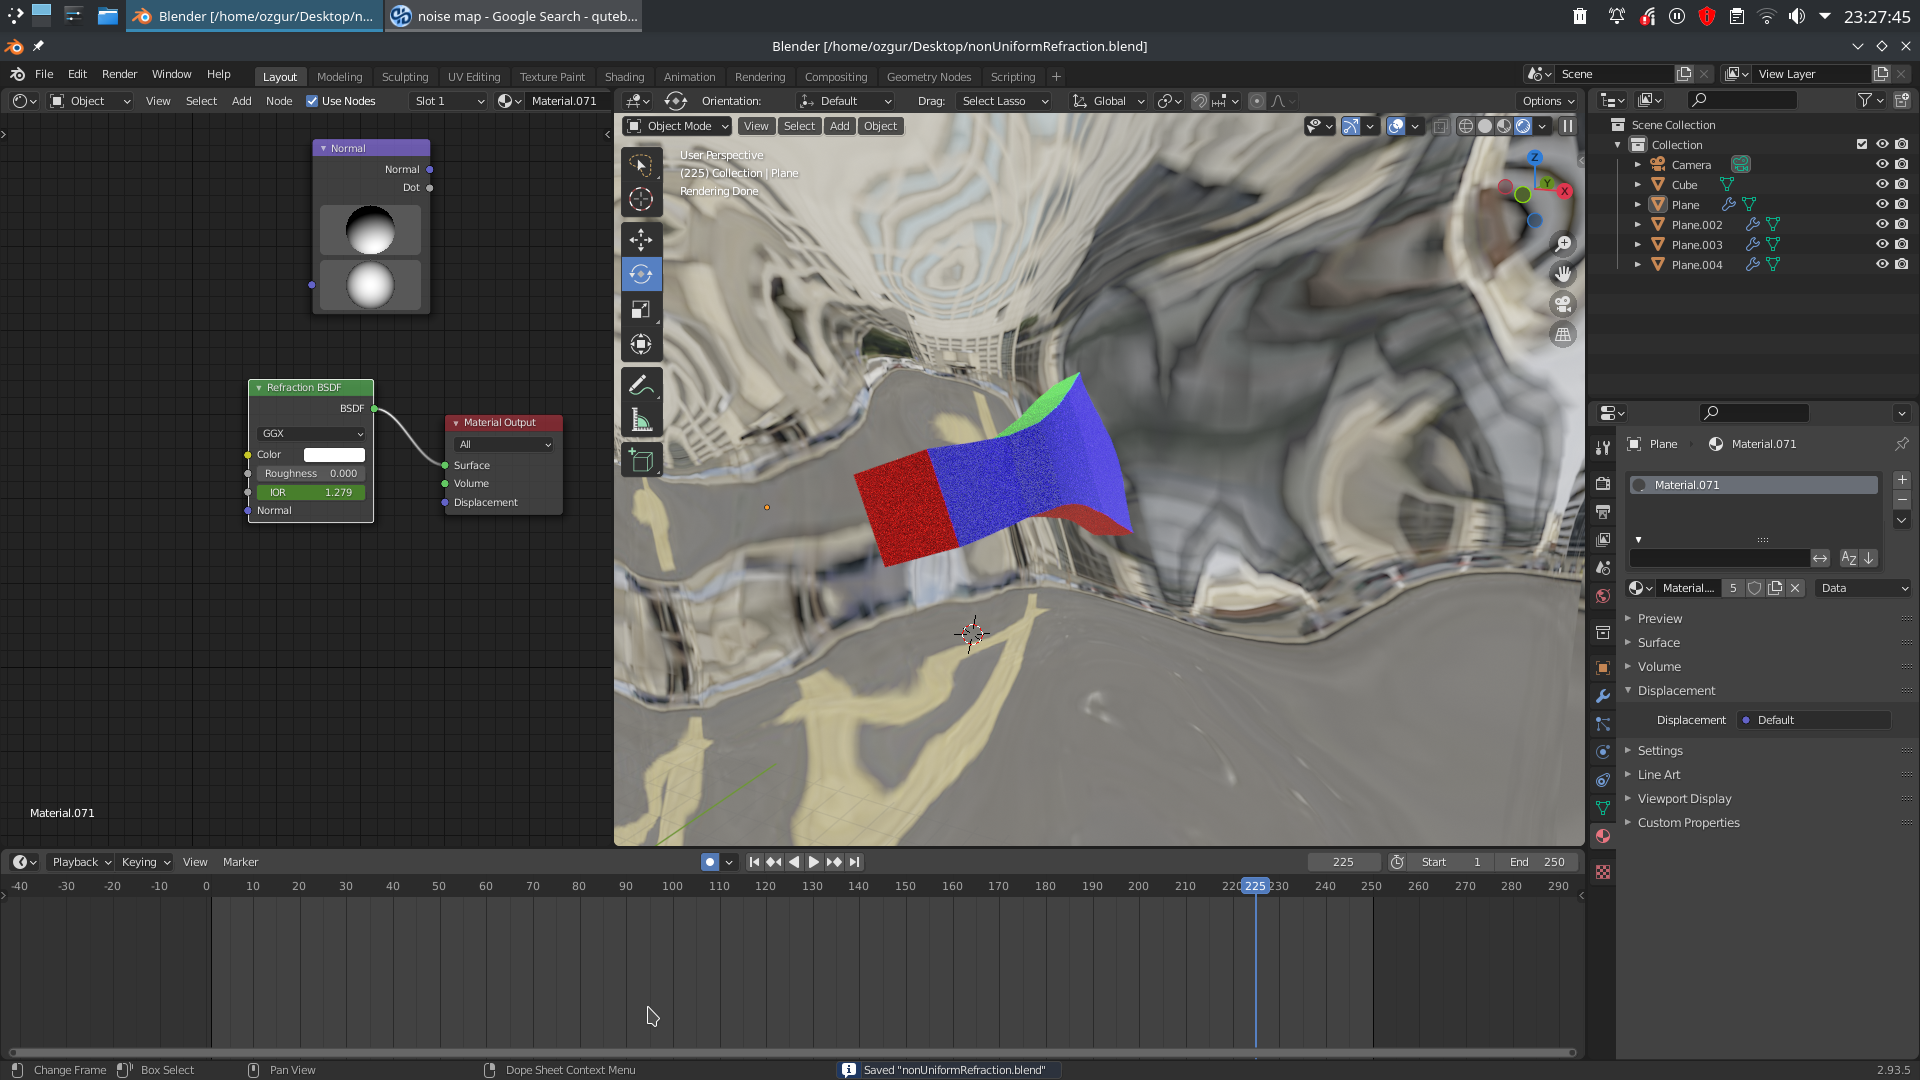 Blender [/home/ozgur/Desktop/n...
noise map - Google Search - quteb...
23:27:45
Blender [/home/ozgur/Desktop/nonUniformRefraction.blend]
File Edit Render Window Help
Layout Modeling Sculpting UV Editing Texture Paint Shading Animation Rendering Compositing Geometry Nodes Scripting +
Scene
View Layer
Object View Select Add Node Use Nodes Slot 1 Material.071
Orientation: Default Drag: Select Lasso Global Options
Object Mode View Select Add Object
User Perspective
(225) Collection | Plane
Rendering Done
Z
Y
X
Normal
Normal
Dot
Refraction BSDF
BSDF
GGX
Color
Roughness 0.000
IOR 1.279
Normal
Material Output
All
Surface
Volume
Displacement
Material.071
Scene Collection
Collection
Camera
Cube
Plane
Plane.002
Plane.003
Plane.004
Plane Material.071
Material.071
AZ
Material.... 5 Data
Preview
Surface
Volume
Displacement
Displacement Default
Settings
Line Art
Viewport Display
Custom Properties
Playback Keying View Marker
225 Start 1 End 250
-40 -30 -20 -10 0 10 20 30 40 50 60 70 80 90 100 110 120 130 140 150 160 170 180 190 200 210 220 225 230 240 250 260 270 280 290
Change Frame Box Select Pan View Dope Sheet Context Menu Saved "nonUniformRefraction.blend" 2.93.5